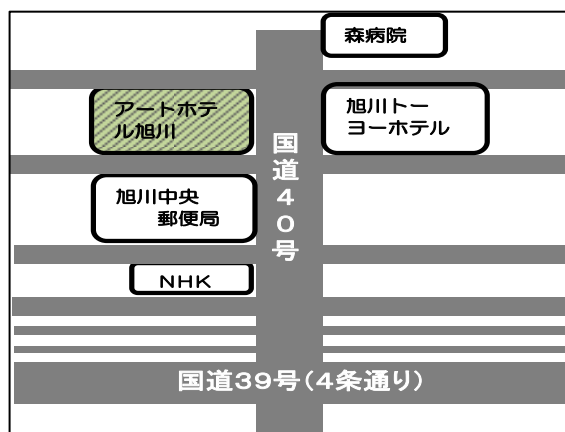 森病院
アートホテ
ル旭川
旭川トー
ヨーホテル
国道40号
旭川中央
郵便局
NHK
国道39号(4条通り)